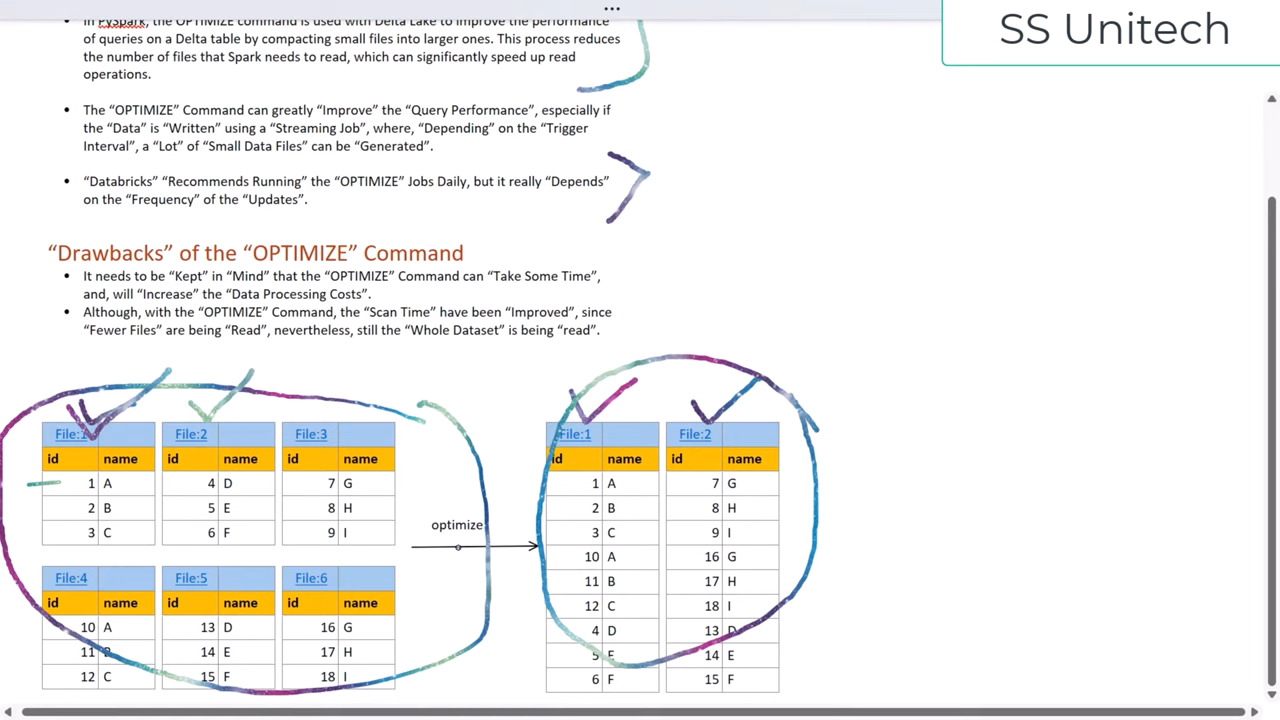 SS Unitech
In PySpark, the OPTIMIZE command is used with Delta Lake to improve the performance
of queries on a Delta table by compacting small files into larger ones. This process reduces
the number of files that Spark needs to read, which can significantly speed up read
operations.
The “OPTIMIZE” Command can greatly “Improve” the “Query Performance”, especially if
the “Data” is “Written” using a “Streaming Job”, where, “Depending” on the “Trigger
Interval”, a “Lot” of “Small Data Files” can be “Generated”.
“Databricks” “Recommends Running” the “OPTIMIZE” Jobs Daily, but it really “Depends”
on the “Frequency” of the “Updates”.
“Drawbacks” of the “OPTIMIZE” Command
It needs to be “Kept” in “Mind” that the “OPTIMIZE” Command can “Take Some Time”,
and, will “Increase” the “Data Processing Costs”.
Although, with the “OPTIMIZE” Command, the “Scan Time” have been “Improved”, since
“Fewer Files” are being “Read”, nevertheless, still the “Whole Dataset” is being “read”.
File:1 File:2 File:3
id name id name id name
1 A 4 D 7 G
2 B 5 E 8 H
3 C 6 F 9 I
File:4 File:5 File:6
id name id name id name
10 A 13 D 16 G
11 B 14 E 17 H
12 C 15 F 18 I
optimize
File:1 File:2
id name id name
1 A 7 G
2 B 8 H
3 C 9 I
10 A 16 G
11 B 17 H
12 C 18 I
4 D 13 D
5 E 14 E
6 F 15 F